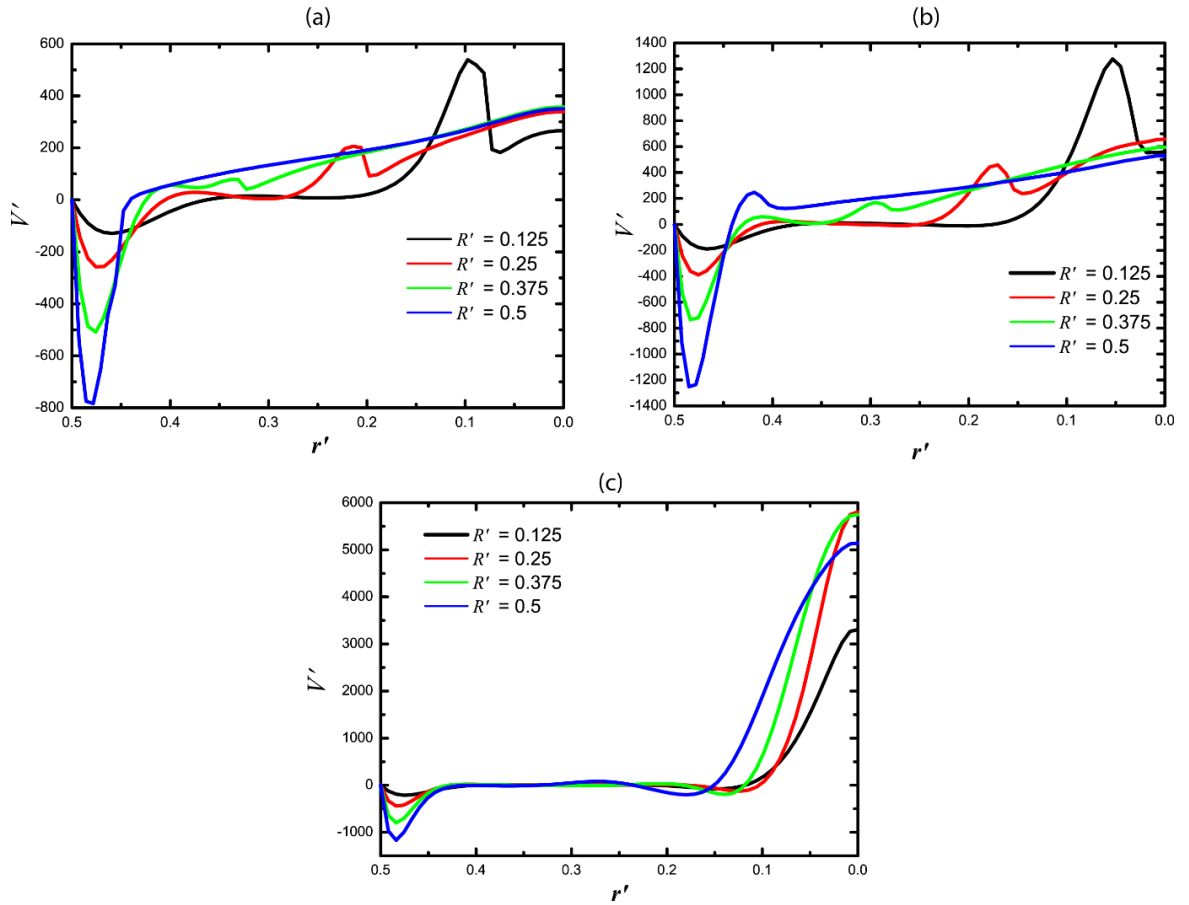 (a)
600
400
200
0
-200
-400
-600
-800
V′
0.5
0.4
0.3
0.2
0.1
0.0
r′
R′ = 0.125
R′ = 0.25
R′ = 0.375
R′ = 0.5
(b)
1400
1200
1000
800
600
400
200
0
-200
-400
-600
-800
-1000
-1200
-1400
V′
0.5
0.4
0.3
0.2
0.1
0.0
r′
R′ = 0.125
R′ = 0.25
R′ = 0.375
R′ = 0.5
(c)
6000
5000
4000
3000
2000
1000
0
-1000
V′
0.5
0.4
0.3
0.2
0.1
0.0
r′
R′ = 0.125
R′ = 0.25
R′ = 0.375
R′ = 0.5